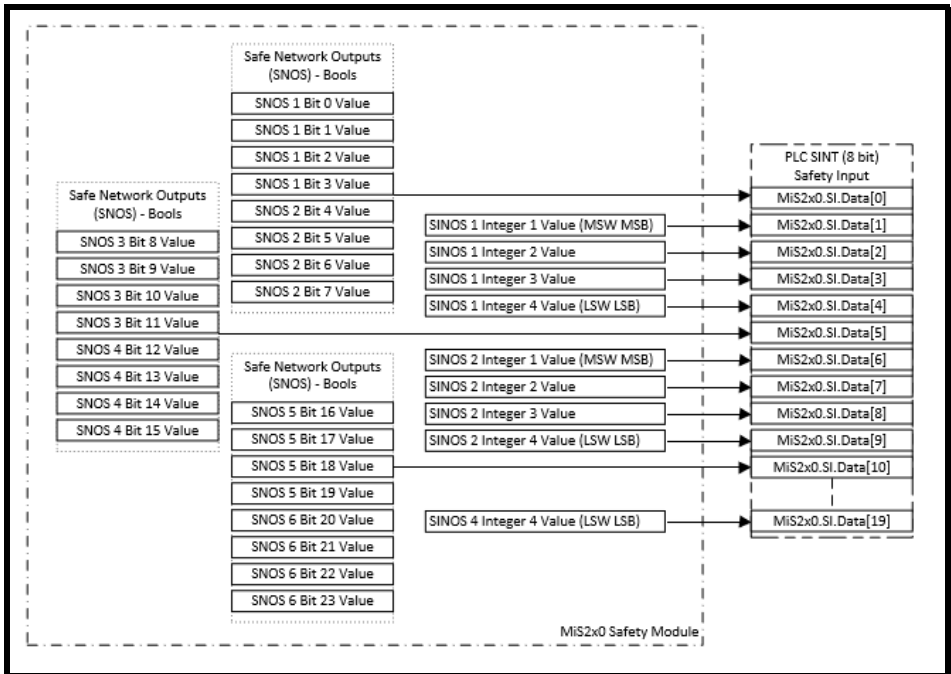 Safe Network Outputs
(SNOS) - Bools
SNOS 1 Bit 0 Value
SNOS 1 Bit 1 Value
SNOS 1 Bit 2 Value
SNOS 1 Bit 3 Value
SNOS 2 Bit 4 Value
SNOS 2 Bit 5 Value
SNOS 2 Bit 6 Value
SNOS 2 Bit 7 Value
Safe Network Outputs
(SNOS) - Bools
SNOS 3 Bit 8 Value
SNOS 3 Bit 9 Value
SNOS 3 Bit 10 Value
SNOS 3 Bit 11 Value
SNOS 4 Bit 12 Value
SNOS 4 Bit 13 Value
SNOS 4 Bit 14 Value
SNOS 4 Bit 15 Value
Safe Network Outputs
(SNOS) - Bools
SNOS 5 Bit 16 Value
SNOS 5 Bit 17 Value
SNOS 5 Bit 18 Value
SNOS 5 Bit 19 Value
SNOS 6 Bit 20 Value
SNOS 6 Bit 21 Value
SNOS 6 Bit 22 Value
SNOS 6 Bit 23 Value
SINOS 1 Integer 1 Value (MSW MSB)
SINOS 1 Integer 2 Value
SINOS 1 Integer 3 Value
SINOS 1 Integer 4 Value (LSW LSB)
SINOS 2 Integer 1 Value (MSW MSB)
SINOS 2 Integer 2 Value
SINOS 2 Integer 3 Value
SINOS 2 Integer 4 Value (LSW LSB)
SINOS 4 Integer 4 Value (LSW LSB)
MiS2x0 Safety Module
PLC SINT (8 bit)
Safety Input
MiS2x0.SI.Data[0]
MiS2x0.SI.Data[1]
MiS2x0.SI.Data[2]
MiS2x0.SI.Data[3]
MiS2x0.SI.Data[4]
MiS2x0.SI.Data[5]
MiS2x0.SI.Data[6]
MiS2x0.SI.Data[7]
MiS2x0.SI.Data[8]
MiS2x0.SI.Data[9]
MiS2x0.SI.Data[10]
MiS2x0.SI.Data[19]